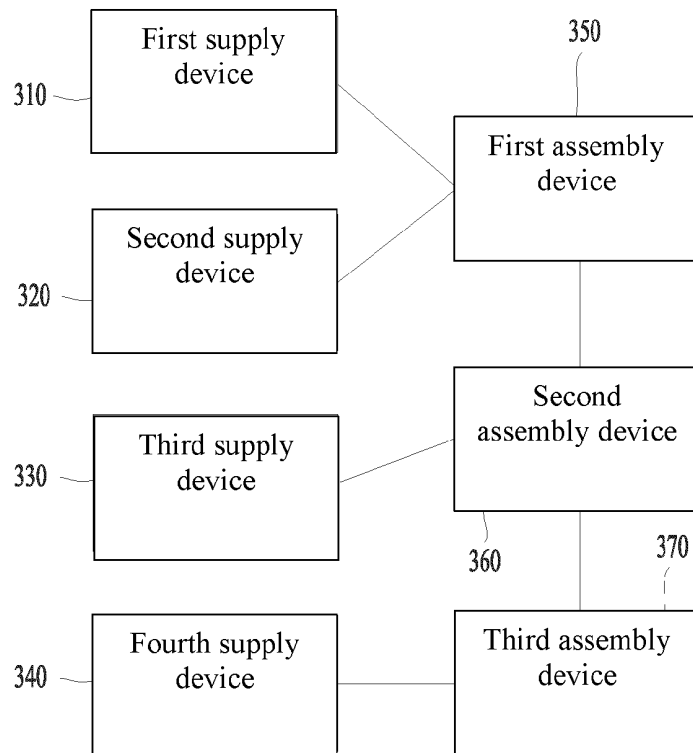 First supply
device
310
350
First assembly
device
Second supply
device
320
Second
assembly device
Third supply
device
330
360
370
Fourth supply
device
340
Third assembly
device